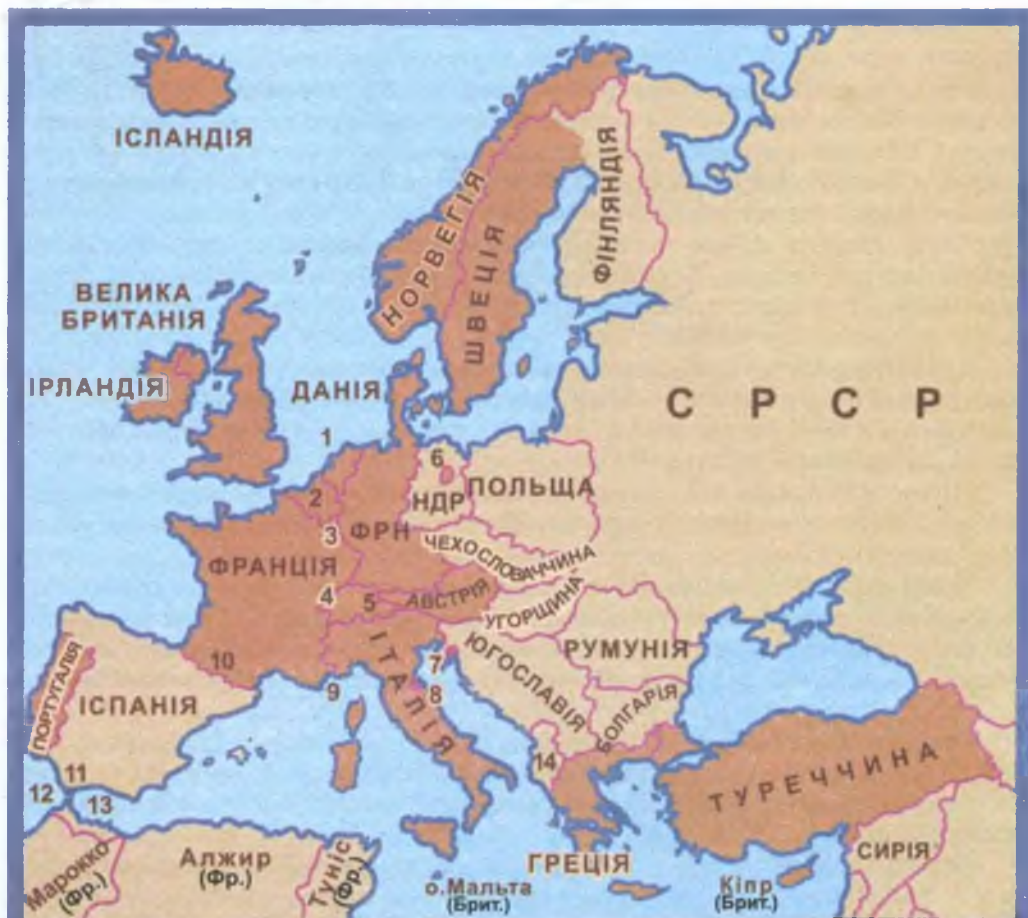 ІСЛАНДІЯ
НОРВЕГІЯ
ШВЕЦІЯ
ФІНЛЯНДІЯ
ВЕЛИКА
БРИТАНІЯ
ІРЛАНДІЯ
ДАНІЯ
СРСР
1
2
3
4
5
6
НДР
ПОЛЬЩА
ФРН
ЧЕХОСЛОВАЧЧИНА
ФРАНЦІЯ
АВСТРІЯ
УГОРЩИНА
РУМУНІЯ
ЮГОСЛАВІЯ
БОЛГАРІЯ
ІТАЛІЯ
7
8
9
10
ПОРТУГАЛІЯ
ІСПАНІЯ
11
12
13
14
ТУРЕЧЧИНА
ГРЕЦІЯ
СИРІЯ
Марокко
(Фр.)
Алжир
(Фр.)
Туніс
(Фр.)
о.Мальта
(Брит.)
Кіпр
(Брит.)